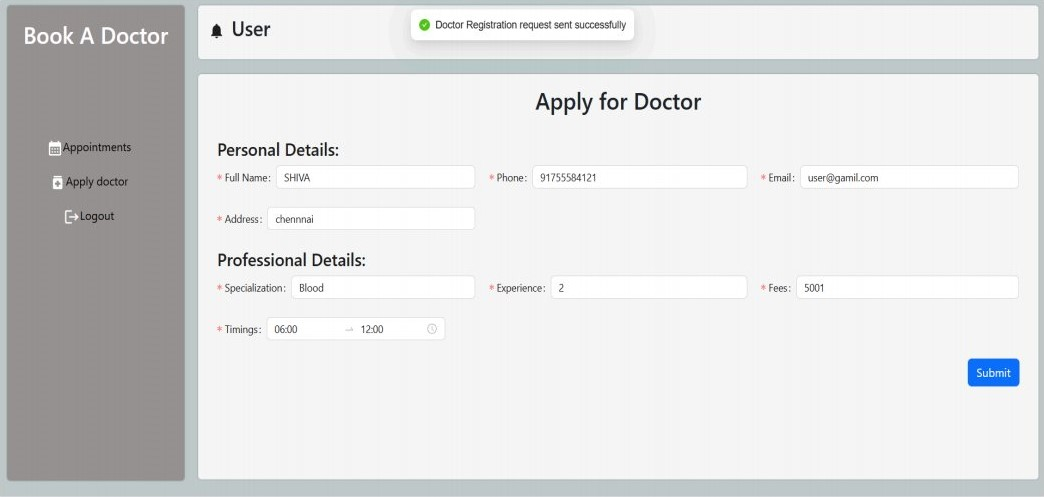 Book A Doctor
User
Doctor Registration request sent successfully
Appointments
Apply doctor
Logout
Apply for Doctor
Personal Details:
* Full Name: SHIVA * Phone: 91755584121 * Email: user@gamil.com
* Address: chennnai
Professional Details:
* Specialization: Blood * Experience: 2 * Fees: 5001
* Timings: 06:00 → 12:00
Submit